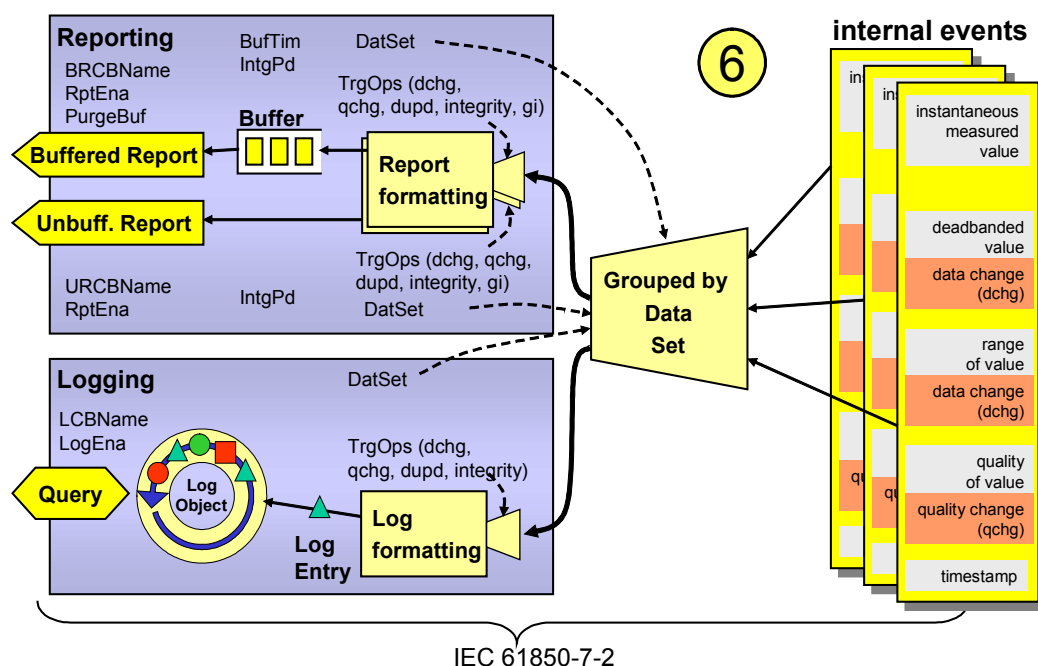 Reporting
BufTim
IntgPd
DatSet
BRCBName
RptEna
PurgeBuf
TrgOps (dchg,
qchg, dupd, integrity, gi)
Buffer
Buffered Report
Unbuff. Report
Report
formatting
TrgOps (dchg, qchg,
dupd, integrity, gi)
URCBName
RptEna
IntgPd
DatSet
6
Grouped by
Data
Set
internal events
instantaneous
measured
value
deadbanded
value
data change
(dchg)
range
of value
data change
(dchg)
quality
of value
quality change
(qchg)
timestamp
Logging
DatSet
LCBName
LogEna
TrgOps (dchg,
qchg, dupd, integrity)
Query
Log
Object
Log
Entry
Log
formatting
IEC 61850-7-2